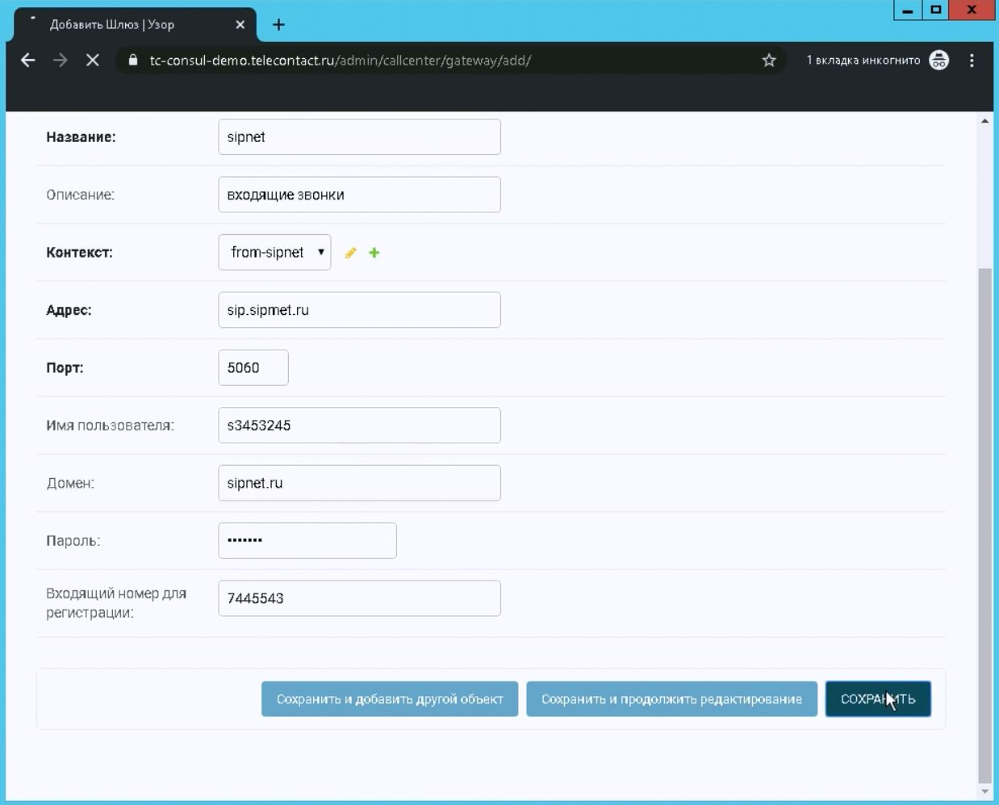 Добавить Шлюз | Узор
tc-consul-demo.telecontact.ru/admin/callcenter/gateway/add/
1 вкладка инкогнито
Название:
sipnet
Описание:
входящие звонки
Контекст:
from-sipnet
Адрес:
sip.sipmet.ru
Порт:
5060
Имя пользователя:
s3453245
Домен:
sipnet.ru
Пароль:
•••••••
Входящий номер для
регистрации:
7445543
Сохранить и добавить другой объект
Сохранить и продолжить редактирование
СОХРАНИТЬ